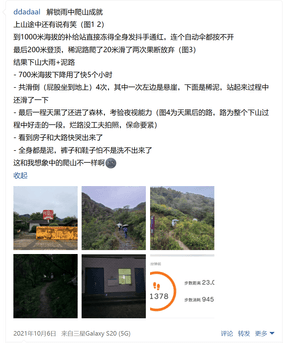 ddadaal 解锁雨中爬山成就
上山途中还有说有笑（图1 2）
到1000米海拔的补给站直接冻得全身发抖手通红，连个自动伞都按不开
最后200米登顶，稀泥路爬了20米滑了两次果断放弃（图3）
结果下山大雨+泥路
- 700米海拔下降用了快5个小时
- 共滑倒（屁股坐到地上）4次，其中一次左边是悬崖，下面是稀泥，站起来过程中还滑了一下
- 最后一程天黑了还进了森林，考验夜视能力（图4为天黑后的路，路为整个下山过程中好走的一段，烂路没工夫拍照，保命要紧）
- 看到房子和大路快哭出来了
- 全身都是泥，裤子和鞋子怕不是洗不出来了
这和我想象中的爬山不一样啊
收起
1378
步数距离 23.0
步数消耗 945
2021年10月6日 来自三星Galaxy S20 (5G)
评论 转发 更多